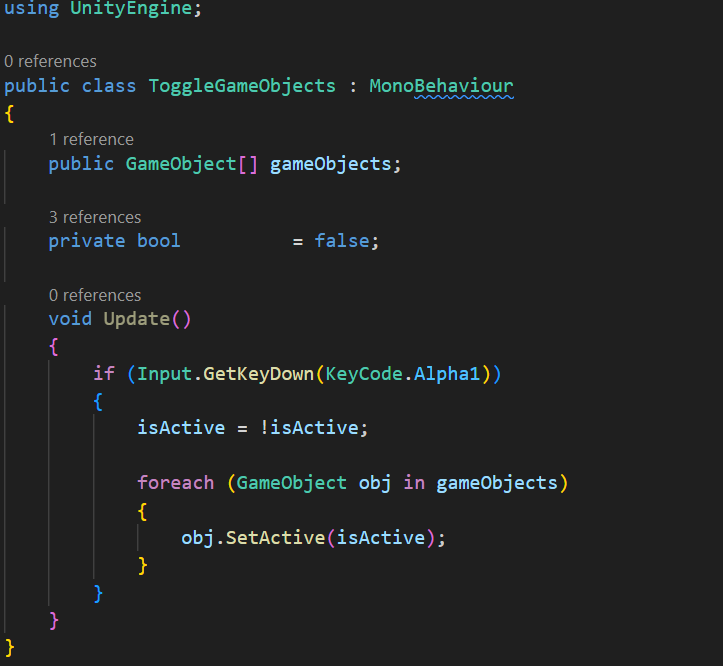 using UnityEngine;
0 references
public class ToggleGameObjects : MonoBehaviour
{
1 reference
public GameObject[] gameObjects;
3 references
private bool = false;
0 references
void Update()
{
if (Input.GetKeyDown(KeyCode.Alpha1))
{
isActive = !isActive;
foreach (GameObject obj in gameObjects)
{
obj.SetActive(isActive);
}
}
}
}